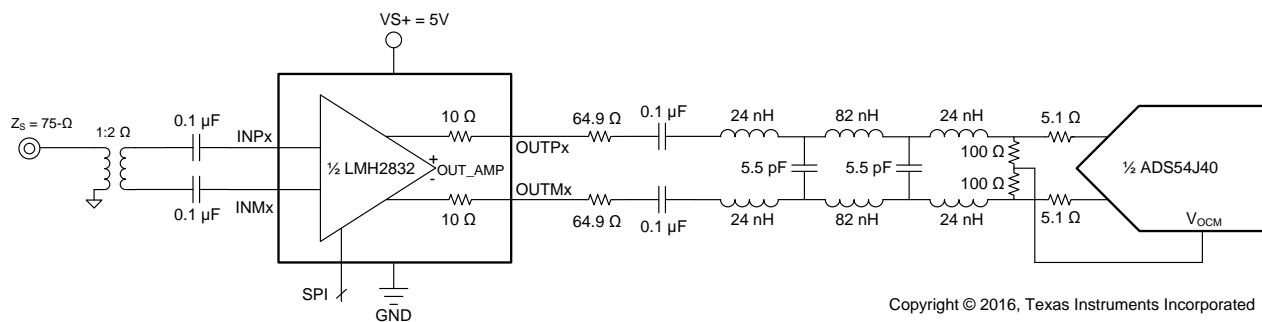 VS+ = 5V
Z_S = 75-Ω
1:2 Ω
0.1 µF
0.1 µF
INPx
INMx
½ LMH2832
+
-
OUT_AMP
10 Ω
10 Ω
OUTPx
OUTMx
SPI
GND
64.9 Ω
64.9 Ω
0.1 µF
0.1 µF
24 nH
82 nH
24 nH
5.5 pF
5.5 pF
24 nH
82 nH
24 nH
100 Ω
100 Ω
5.1 Ω
5.1 Ω
½ ADS54J40
V_OCM
Copyright © 2016, Texas Instruments Incorporated